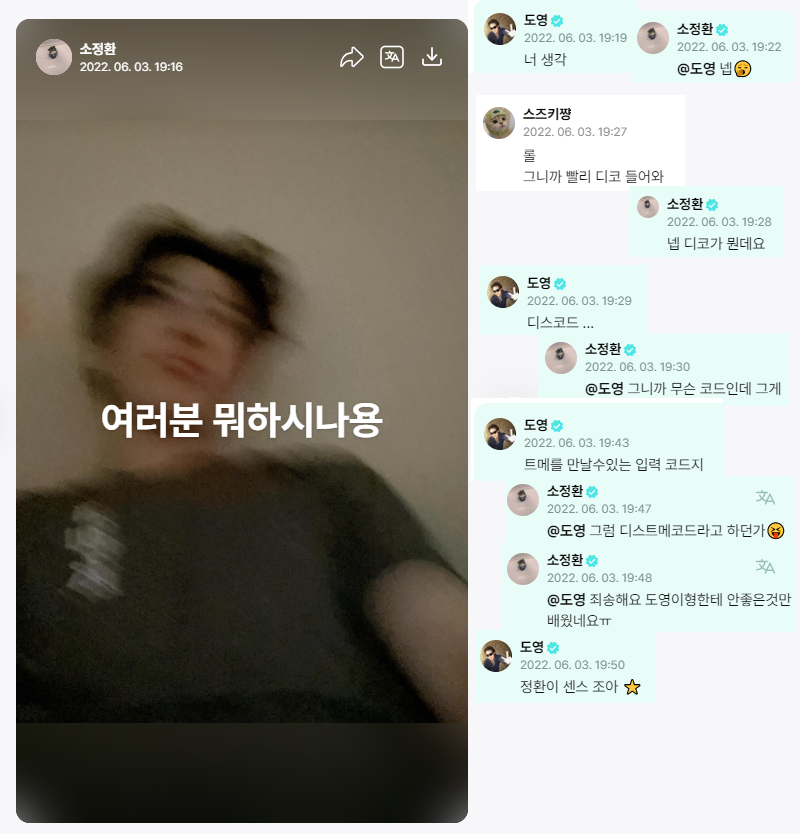 소정환
2022. 06. 03. 19:16
여러분 뭐하시나용
도영
2022. 06. 03. 19:19
너 생각
소정환
2022. 06. 03. 19:22
@도영 넵😲
스즈키쨩
2022. 06. 03. 19:27
롤
그니까 빨리 디코 들어와
소정환
2022. 06. 03. 19:28
넵 디코가 뭔데요
도영
2022. 06. 03. 19:29
디스코드 ...
소정환
2022. 06. 03. 19:30
@도영 그니까 무슨 코드인데 그게
도영
2022. 06. 03. 19:43
트메를 만날수있는 입력 코드지
소정환
2022. 06. 03. 19:47
@도영 그럼 디스트메코드라고 하던가😝
소정환
2022. 06. 03. 19:48
@도영 죄송해요 도영이형한테 안좋은것만
배웠네요ㅠ
도영
2022. 06. 03. 19:50
정환이 센스 조아 ⭐